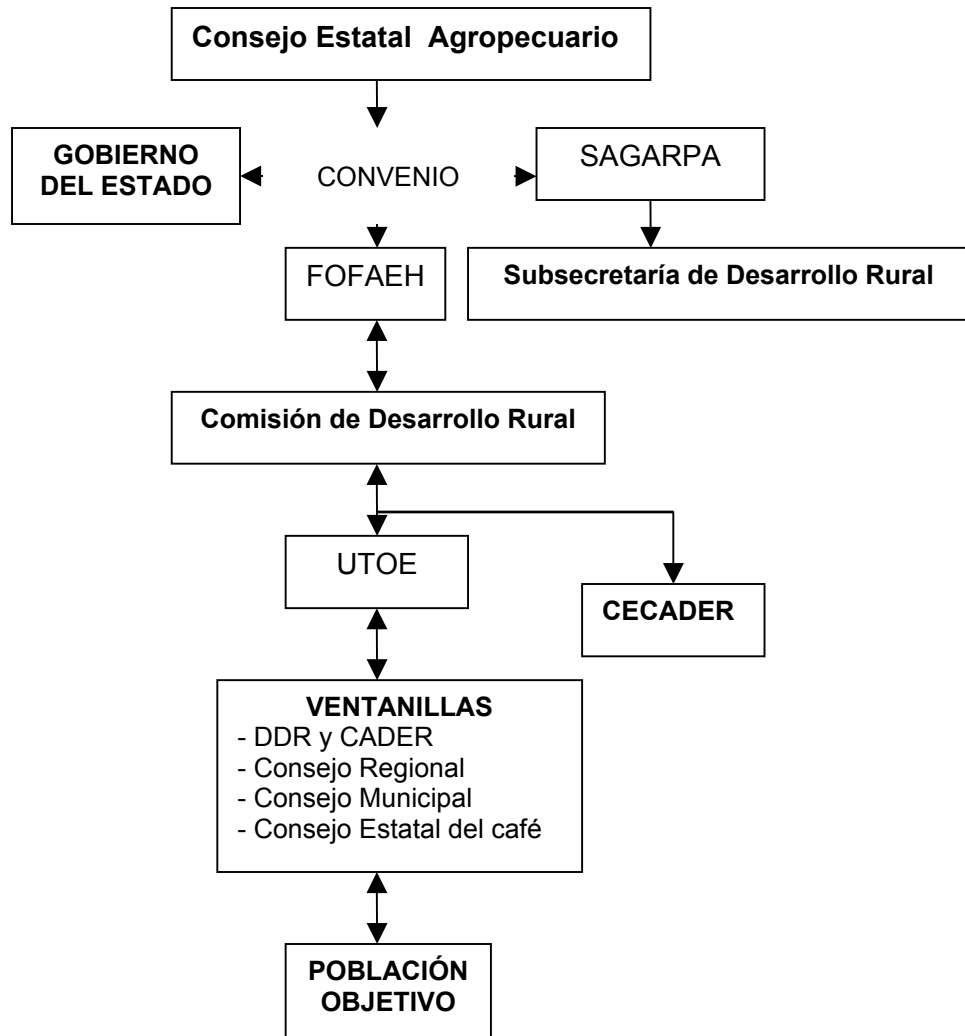 Consejo Estatal Agropecuario
GOBIERNO
DEL ESTADO
CONVENIO
SAGARPA
FOFAEH
Subsecretaría de Desarrollo Rural
Comisión de Desarrollo Rural
UTOE
CECADER
VENTANILLAS
- DDR y CADER
- Consejo Regional
- Consejo Municipal
- Consejo Estatal del café
POBLACIÓN
OBJETIVO